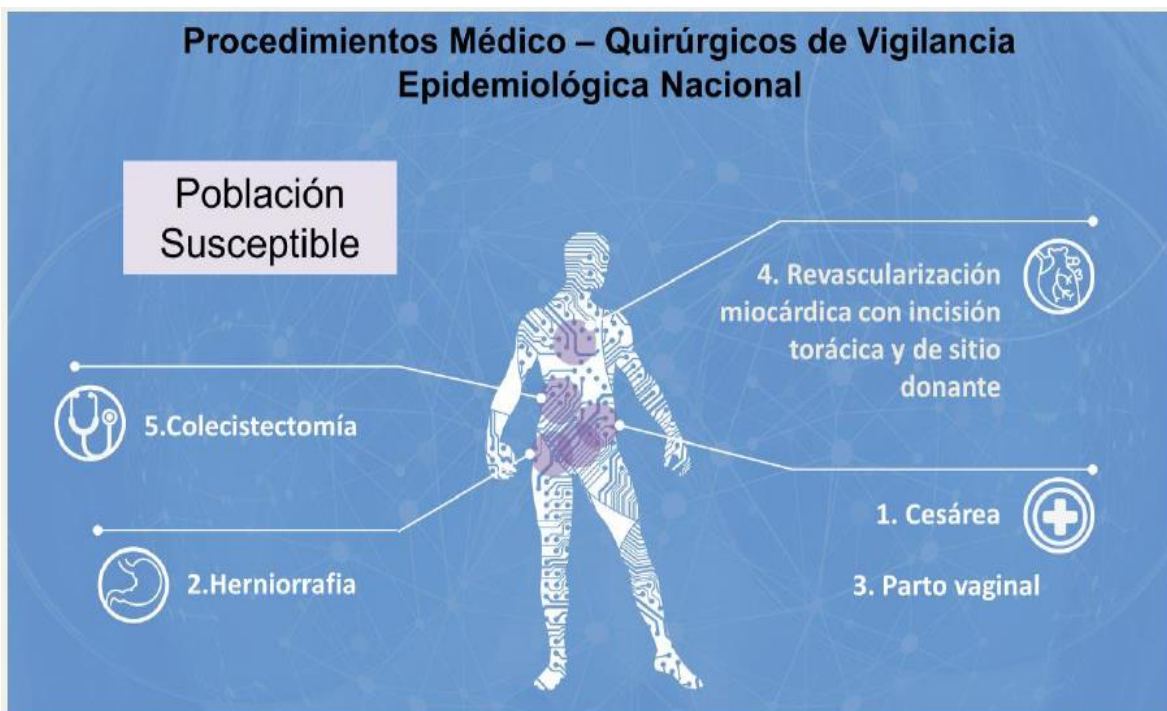 Procedimientos Médico – Quirúrgicos de Vigilancia
Epidemiológica Nacional
Población
Susceptible
4. Revascularización
miocárdica con incisión
torácica y de sitio
donante
5.Colecistectomía
1. Cesárea
2.Herniorrafia
3. Parto vaginal